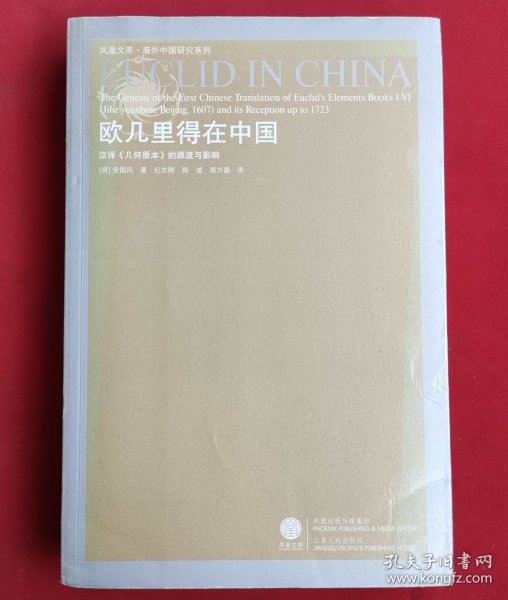 凤凰文库·海外中国研究系列
EUCLID IN CHINA
The Genesis of the First Chinese Translation of Euclid's Elements Books I-VI
(Jihe yuanben; Beijing, 1607) and its Reception up to 1723
欧几里得在中国
汉译《几何原本》的源流与影响
[荷] 安国风 著 纪志刚 郑诚 郑方磊 译
凤凰文库
凤凰出版传媒集团
PHOENIX PUBLISHING & MEDIA GROUP
江苏人民出版社
JIANGSU PEOPLE'S PUBLISHING HOUSE
孔夫子旧书网
www.kongfz.com